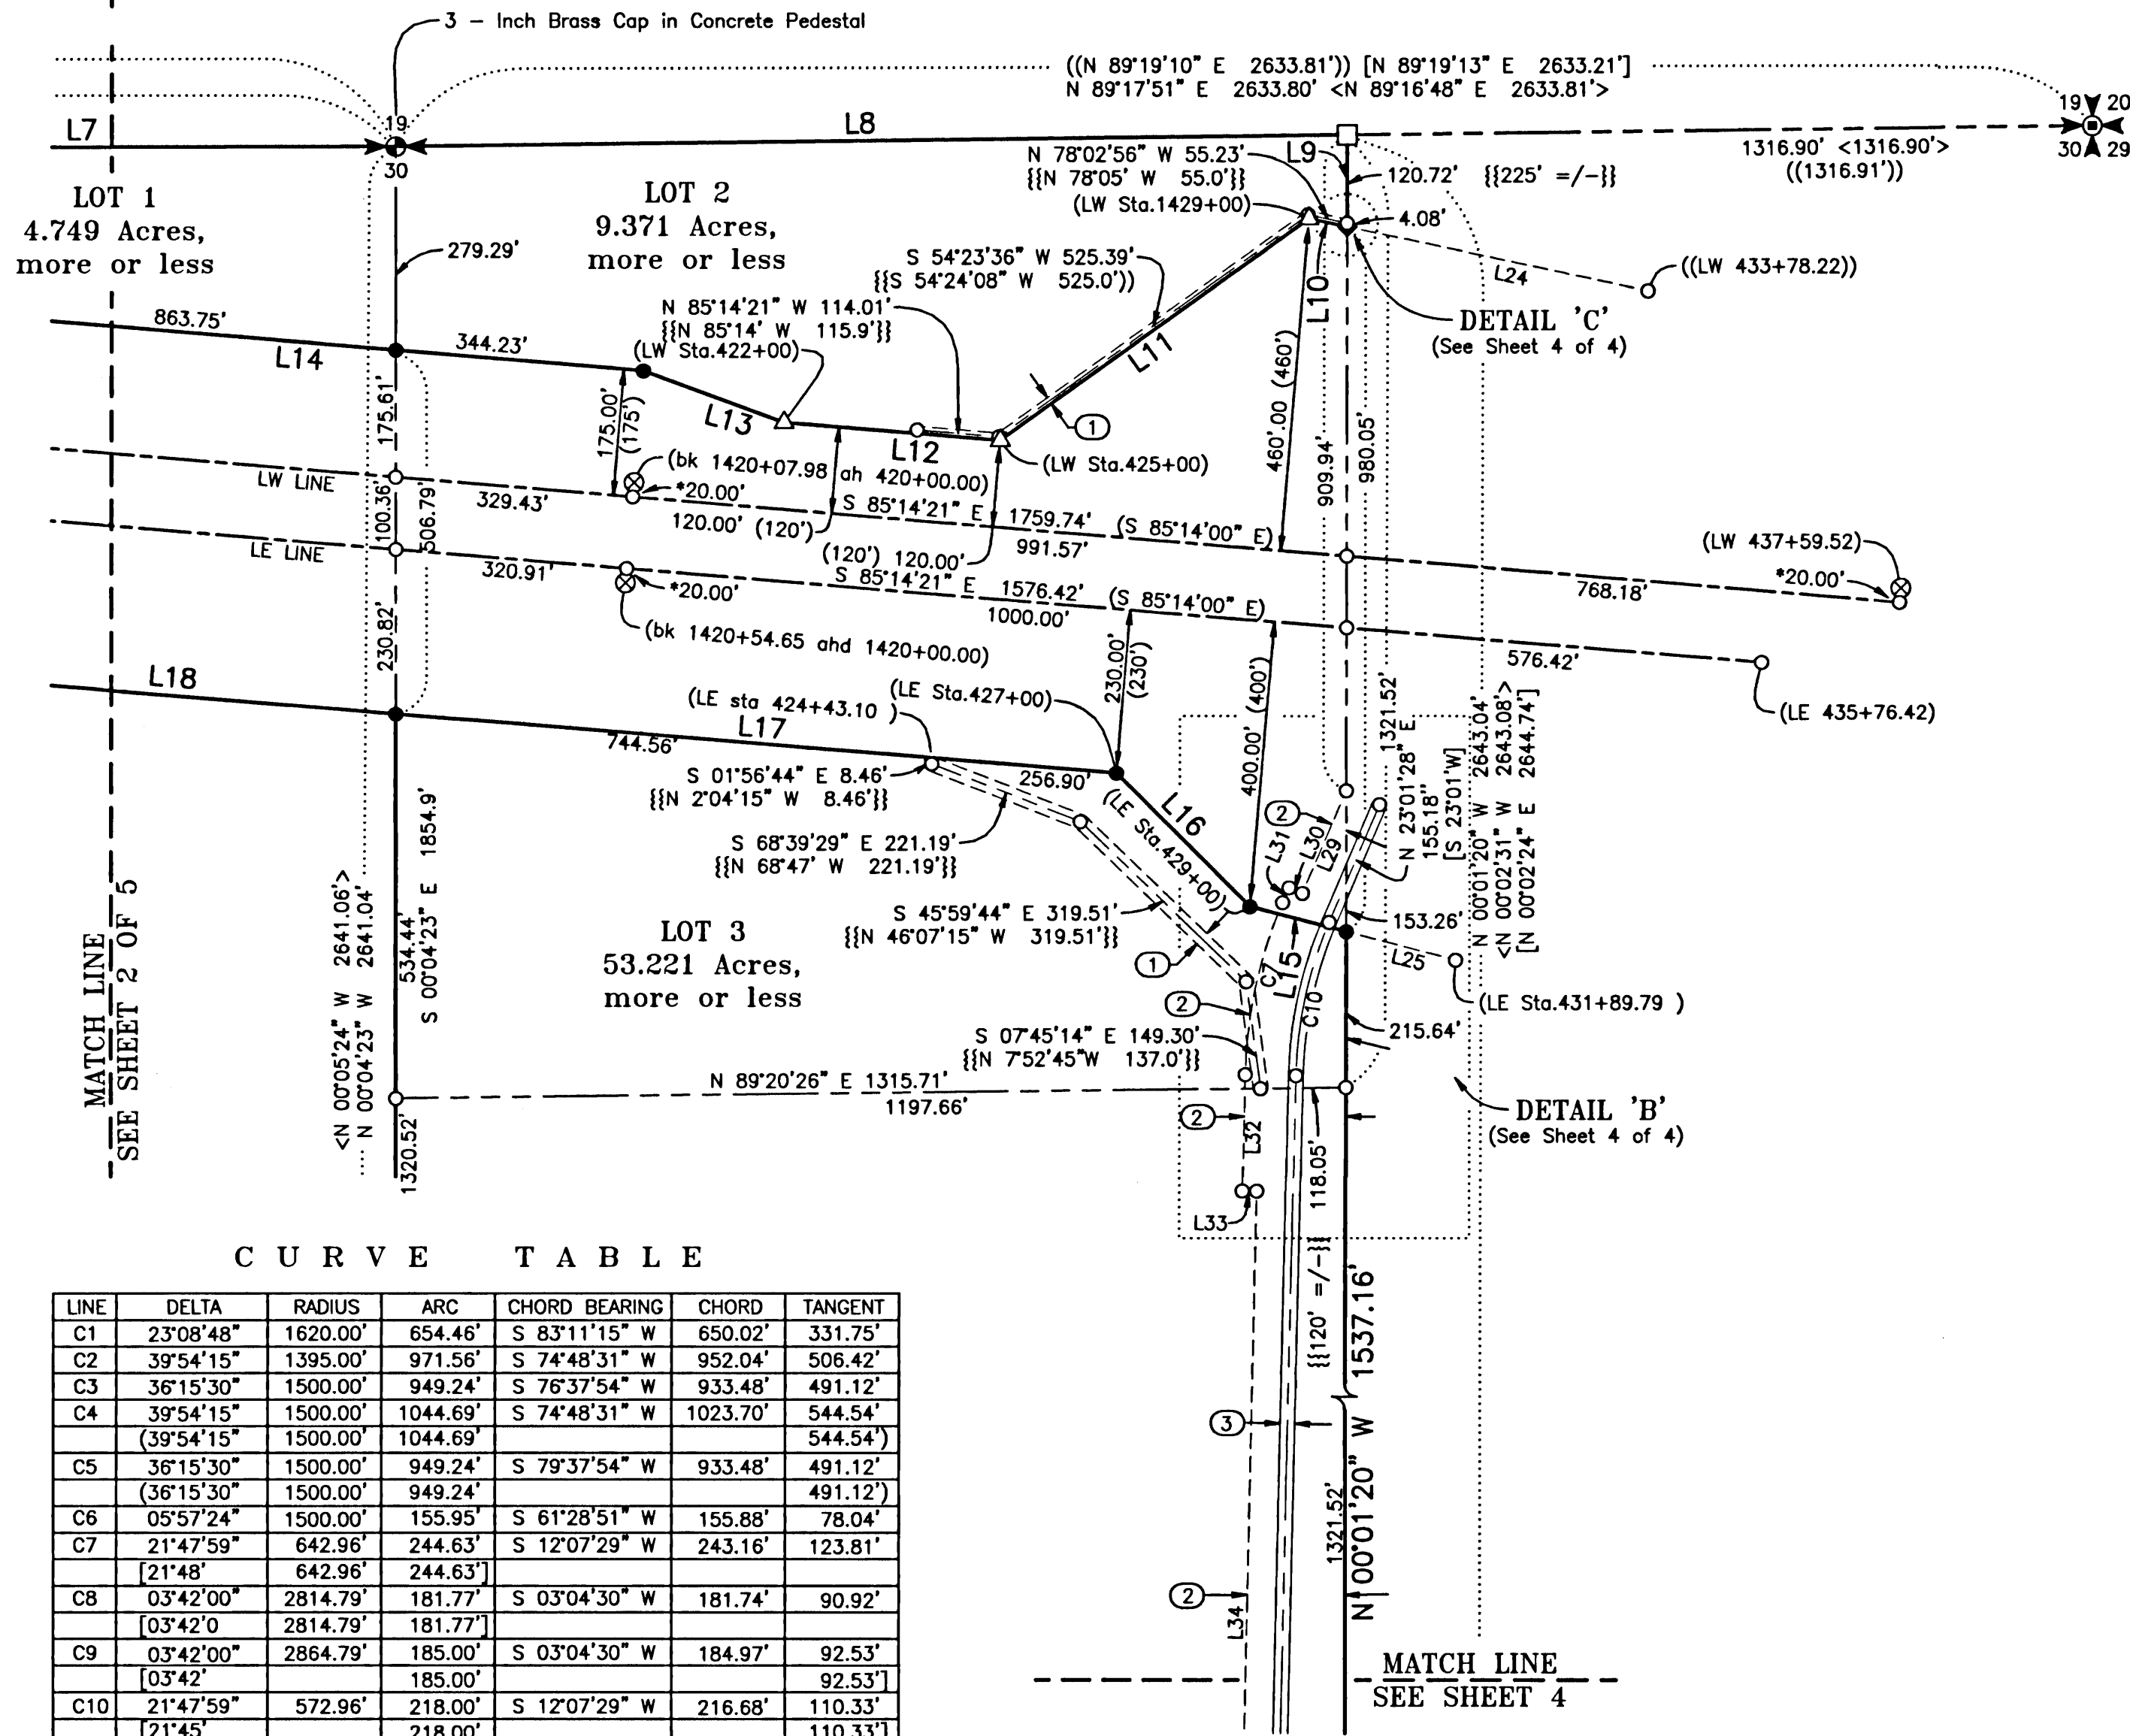 3 - Inch Brass Cap in Concrete Pedestal
((N 89°19'10" E 2633.81')) [N 89°19'13" E 2633.21']
N 89°17'51" E 2633.80' <N 89°16'48" E 2633.81'>
L7
19
30
L8
19 20
30 29
1316.90' <1316.90'>
((1316.91'))
N 78°02'56" W 55.23'
{{N 78°05' W 55.0'}}
(LW Sta.1429+00)
L9
120.72'
{{225' =/-}}
4.08'
LOT 1
4.749 Acres,
more or less
LOT 2
9.371 Acres,
more or less
279.29'
S 54°23'36" W 525.39'
{{S 54°24'08" W 525.0'))
N 85°14'21" W 114.01'
{{N 85°14' W 115.9'}}
(LW Sta.422+00)
L10
L24
((LW 433+78.22))
DETAIL 'C'
(See Sheet 4 of 4)
863.75'
L14
344.23'
L13
L12
L11
1
(LW Sta.425+00)
175.61'
175.00'
(175')
460'.00 (460')
909.94'
980.05'
(bk 1420+07.98 ah 420+00.00)
*20.00'
LW LINE
329.43'
120.00' (120')
S 85°14'21" E 1759.74' (S 85°14'00" E)
991.57'
(120') 120.00'
100.36'
506.79'
LE LINE
320.91'
*20.00'
S 85°14'21" E 1576.42' (S 85°14'00" E)
1000.00'
(bk 1420+54.65 ahd 1420+00.00)
(LW 437+59.52)
*20.00'
768.18'
576.42'
(LE 435+76.42)
230.82'
L18
230.00'
(230')
400.00' (400')
(LE sta 424+43.10 )
(LE Sta.427+00)
L17
744.56'
256.90'
S 01°56'44" E 8.46'
{{N 2°04'15" W 8.46'}}
S 68°39'29" E 221.19'
{{N 68°47' W 221.19'}}
S 45°59'44" E 319.51'
{{N 46°07'15" W 319.51'}}
L16
(LE Sta.429+00)
2
L31
L30
L29
1321.52'
N 23°01'28" E
155.18"
[S 23°01'W]
N 00°01'20" W 2643.04'
<N 00°02'31" W 2643.08'>
[N 00°02'24" E 2644.74]
153.26'
L25
(LE Sta.431+89.79 )
C7
L15
C10
215.64'
LOT 3
53.221 Acres,
more or less
1
2
S 07°45'14" E 149.30'
{{N 7°52'45"W 137.0'}}
MATCH LINE
SEE SHEET 2 OF 5
<N 00°05'24" W 2641.06'>
N 00°04'23" W 2641.04'
534.44'
S 00°04'23" E 1854.9'
1320.52'
N 89°20'26" E 1315.71'
1197.66'
2
L32
L33
118.05'
{{120' =/-}}
DETAIL 'B'
(See Sheet 4 of 4)
3
2
L34
1321.52'
N 00°01'20" W 1537.16'
MATCH LINE
SEE SHEET 4
CURVE TABLE
LINE DELTA RADIUS ARC CHORD BEARING CHORD TANGENT
C1 23°08'48" 1620.00' 654.46' S 83°11'15" W 650.02' 331.75'
C2 39°54'15" 1395.00' 971.56' S 74°48'31" W 952.04' 506.42'
C3 36°15'30" 1500.00' 949.24' S 76°37'54" W 933.48' 491.12'
C4 39°54'15" 1500.00' 1044.69' S 74°48'31" W 1023.70' 544.54'
(39°54'15" 1500.00' 1044.69' 544.54')
C5 36°15'30" 1500.00' 949.24' S 79°37'54" W 933.48' 491.12'
(36°15'30" 1500.00' 949.24' 491.12')
C6 05°57'24" 1500.00' 155.95' S 61°28'51" W 155.88' 78.04'
C7 21°47'59" 642.96' 244.63' S 12°07'29" W 243.16' 123.81'
[21°48' 642.96' 244.63']
C8 03°42'00" 2814.79' 181.77' S 03°04'30" W 181.74' 90.92'
[03°42'0 2814.79' 181.77']
C9 03°42'00" 2864.79' 185.00' S 03°04'30" W 184.97' 92.53'
[03°42' 185.00' 92.53']
C10 21°47'59" 572.96' 218.00' S 12°07'29" W 216.68' 110.33'
[21°45' 218.00' 110.33']